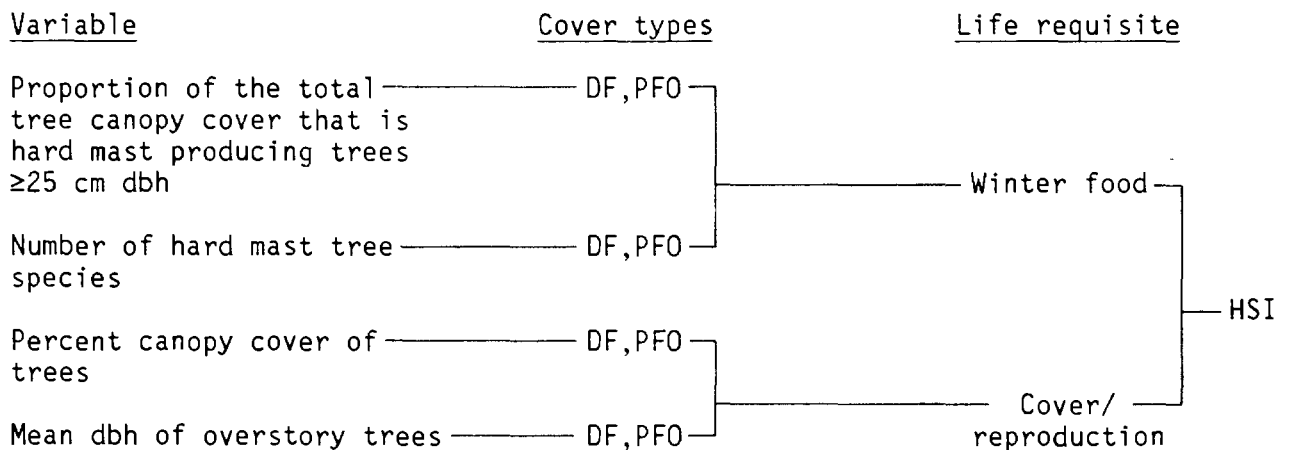 Variable Cover types Life requisite
Proportion of the total DF,PFO
tree canopy cover that is
hard mast producing trees
≥25 cm dbh
Winter food
Number of hard mast tree DF,PFO
species
HSI
Percent canopy cover of DF,PFO
trees
Cover/
Mean dbh of overstory trees DF,PFO reproduction